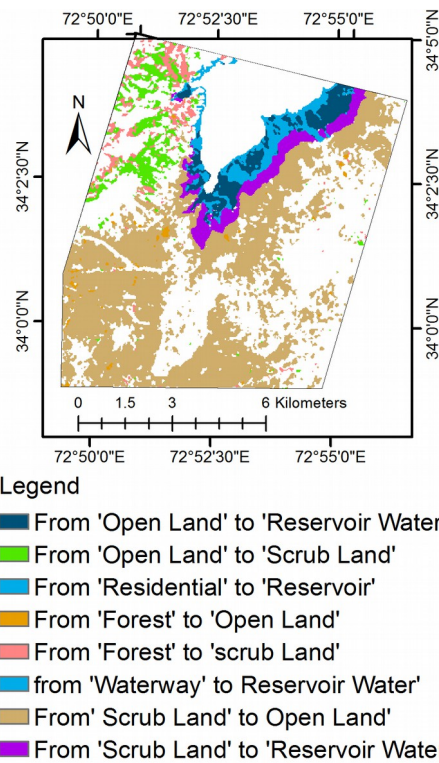 72°50'0"E 72°52'30"E 72°55'0"E
34°5'0"N
N
34°2'30"N 34°2'30"N
34°0'0"N 34°0'0"N
0 1.5 3 6 Kilometers
72°50'0"E 72°52'30"E 72°55'0"E
Legend
From 'Open Land' to 'Reservoir Water
From 'Open Land' to 'Scrub Land'
From 'Residential' to 'Reservoir'
From 'Forest' to 'Open Land'
From 'Forest' to 'scrub Land'
from 'Waterway' to Reservoir Water'
From' Scrub Land' to Open Land'
From 'Scrub Land' to 'Reservoir Wate